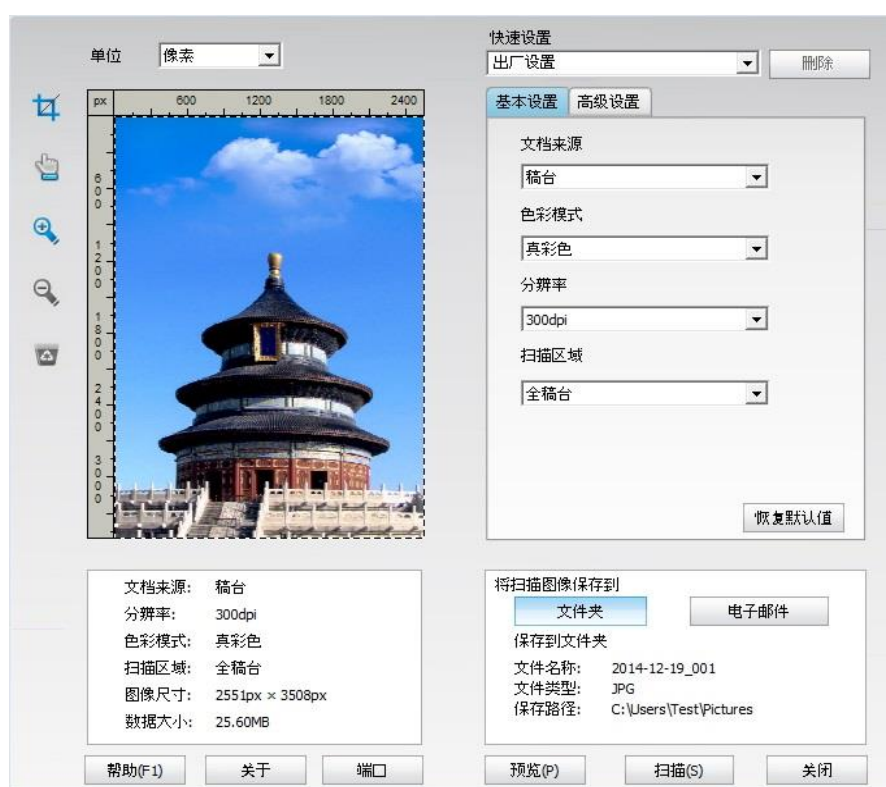 单位 像素
快速设置
出厂设置 删除
px 600 1200 1800 2400
600
1200
1800
2400
3000
基本设置 高级设置
文档来源
稿台
色彩模式
真彩色
分辨率
300dpi
扫描区域
全稿台
恢复默认值
文档来源: 稿台
分辨率: 300dpi
色彩模式: 真彩色
扫描区域: 全稿台
图像尺寸: 2551px × 3508px
数据大小: 25.60MB
将扫描图像保存到
文件夹 电子邮件
保存到文件夹
文件名称: 2014-12-19_001
文件类型: JPG
保存路径: C:\Users\Test\Pictures
帮助(F1) 关于 端口 预览(P) 扫描(S) 关闭